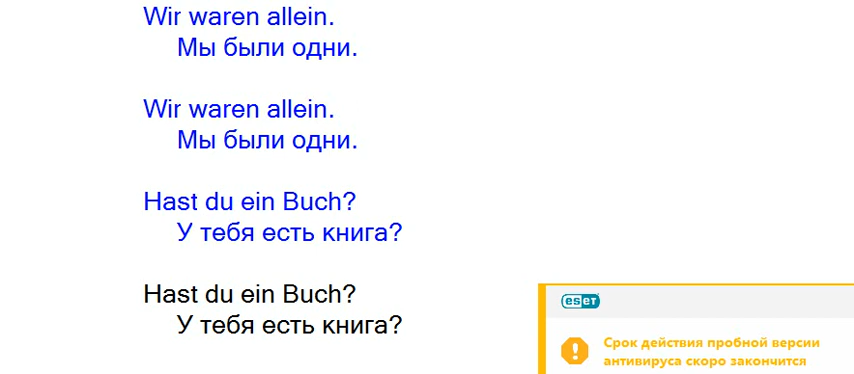 Wir waren allein.
Мы были одни.
Wir waren allein.
Мы были одни.
Hast du ein Buch?
У тебя есть книга?
Hast du ein Buch?
У тебя есть книга?
eset
Срок действия пробной версии
антивируса скоро закончится